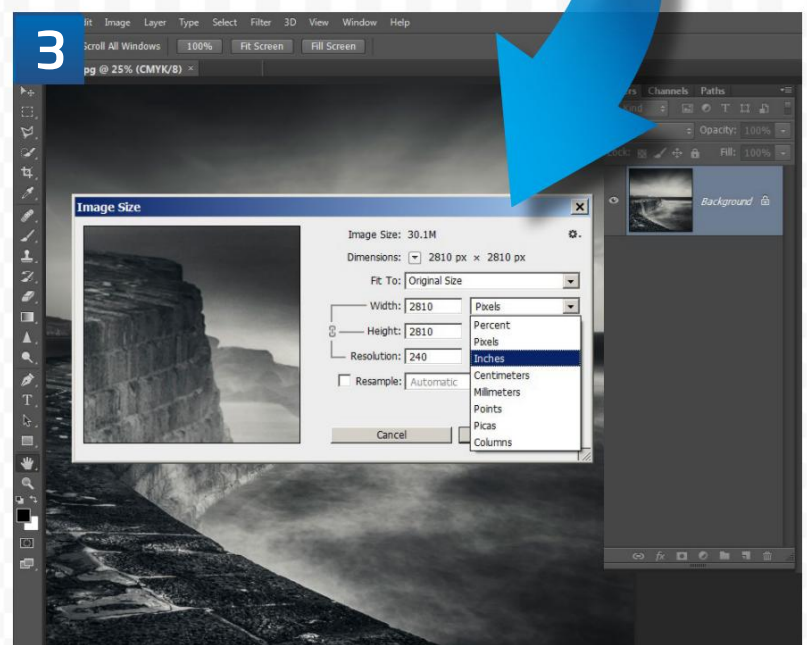 3
Image Layer Type Select Filter 3D View Window Help
Scroll All Windows 100% Fit Screen Fill Screen
@ 25% (CMYK/8) ×
Channels Paths
Opacity: 100%
Fill: 100%
Background
Image Size
Image Size: 30.1M
Dimensions: 2810 px × 2810 px
Fit To: Original Size
Width: 2810 Pixels
Height: 2810
Resolution: 240
Resample: Automatic
Percent
Pixels
Inches
Centimeters
Millimeters
Points
Picas
Columns
Cancel
fx